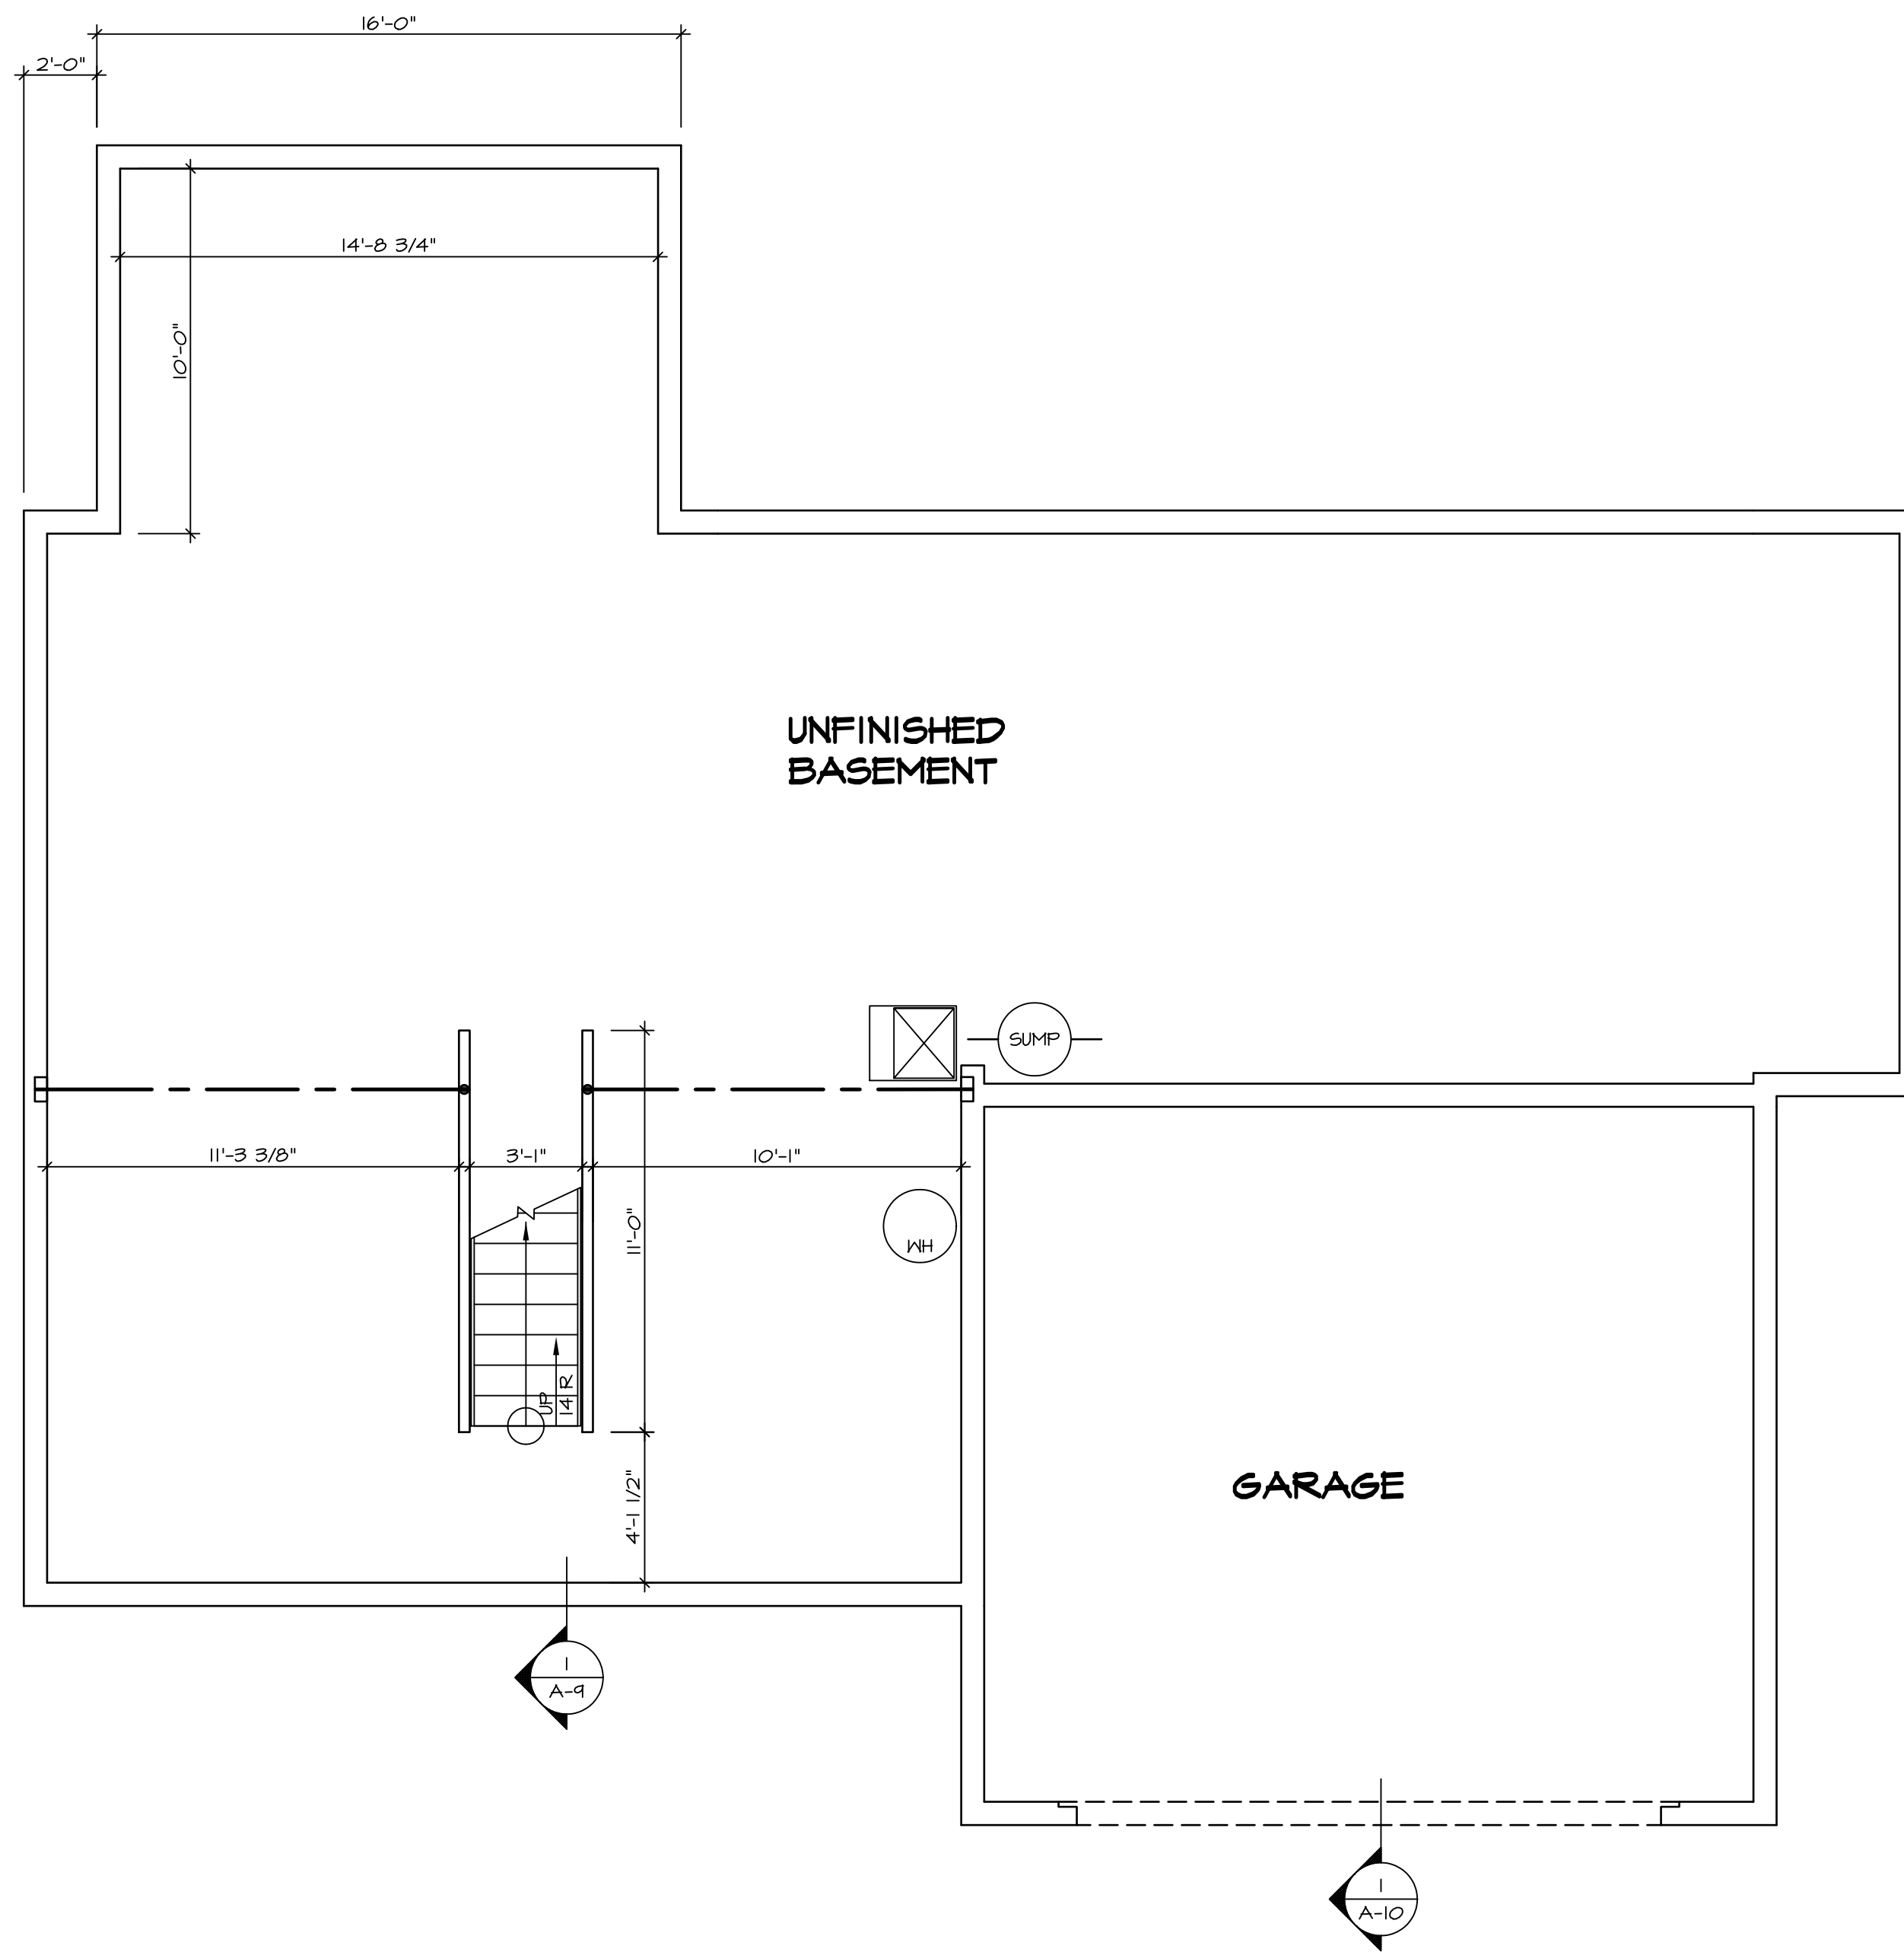 16'-0"
2'-0"
14'-8 3/4"
10'-0"
UNFINISHED
BASEMENT
SUMP
11'-3 3/8"
3'-1"
10'-1"
11'-0"
WH
UP
14 R
4'-1 1/2"
GARAGE
1
A-9
1
A-10